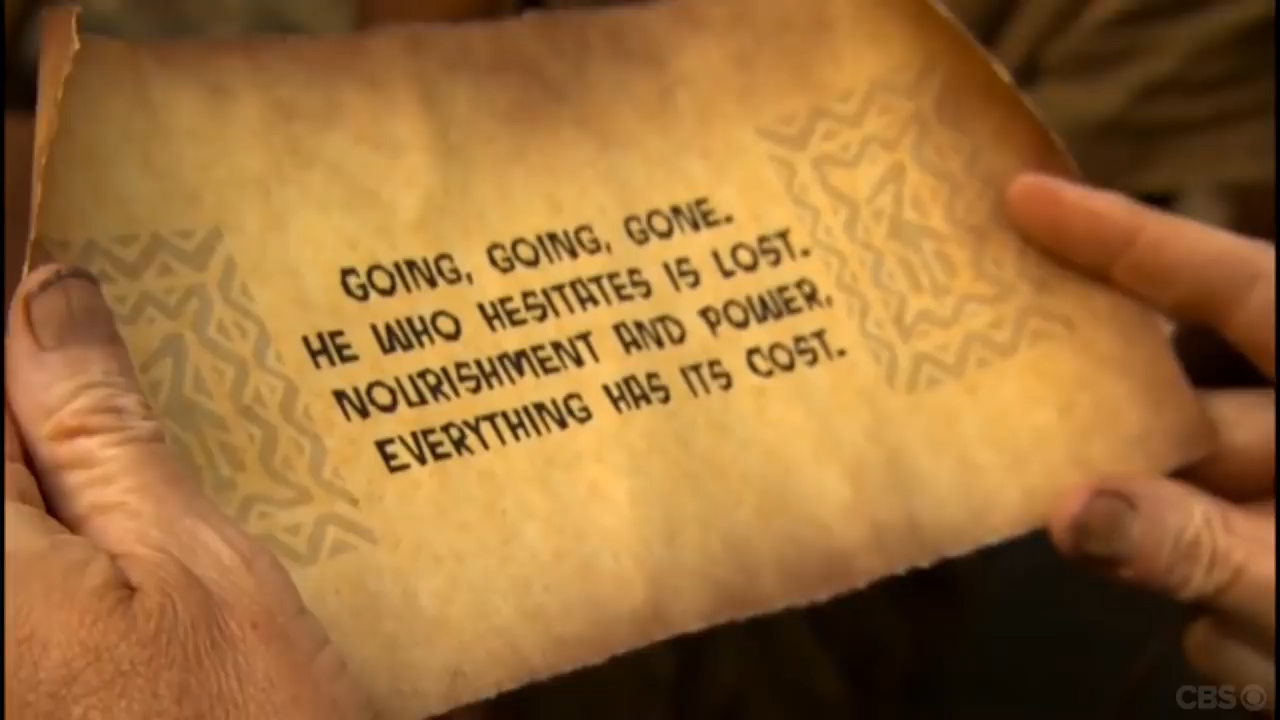 GOING, GOING, GONE.
HE WHO HESITATES IS LOST.
NOURISHMENT AND POWER,
EVERYTHING HAS ITS COST.
CBS